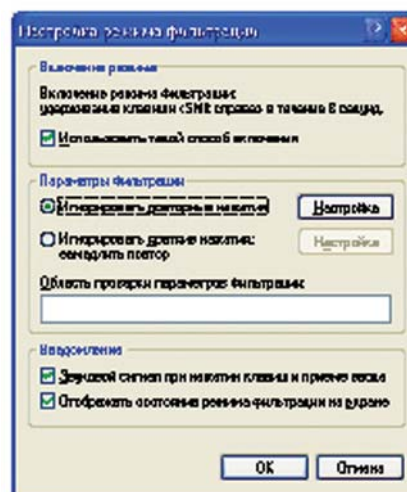 Настройка режима фильтрации
Включение режима
Включение режима фильтрации:
удерживание клавиши <SHIFT справа> в течение 8 секунд.
Использовать такой способ включения
Параметры фильтрации
Игнорировать повторные нажатия
Настройка
Игнорировать краткие нажатия;
замедлить повтор
Настройка
Область проверки параметров фильтрации:
Уведомление
Звуковой сигнал при нажатии клавиш и приеме ввода
Отображать состояние режима фильтрации на экране
OK
Отмена